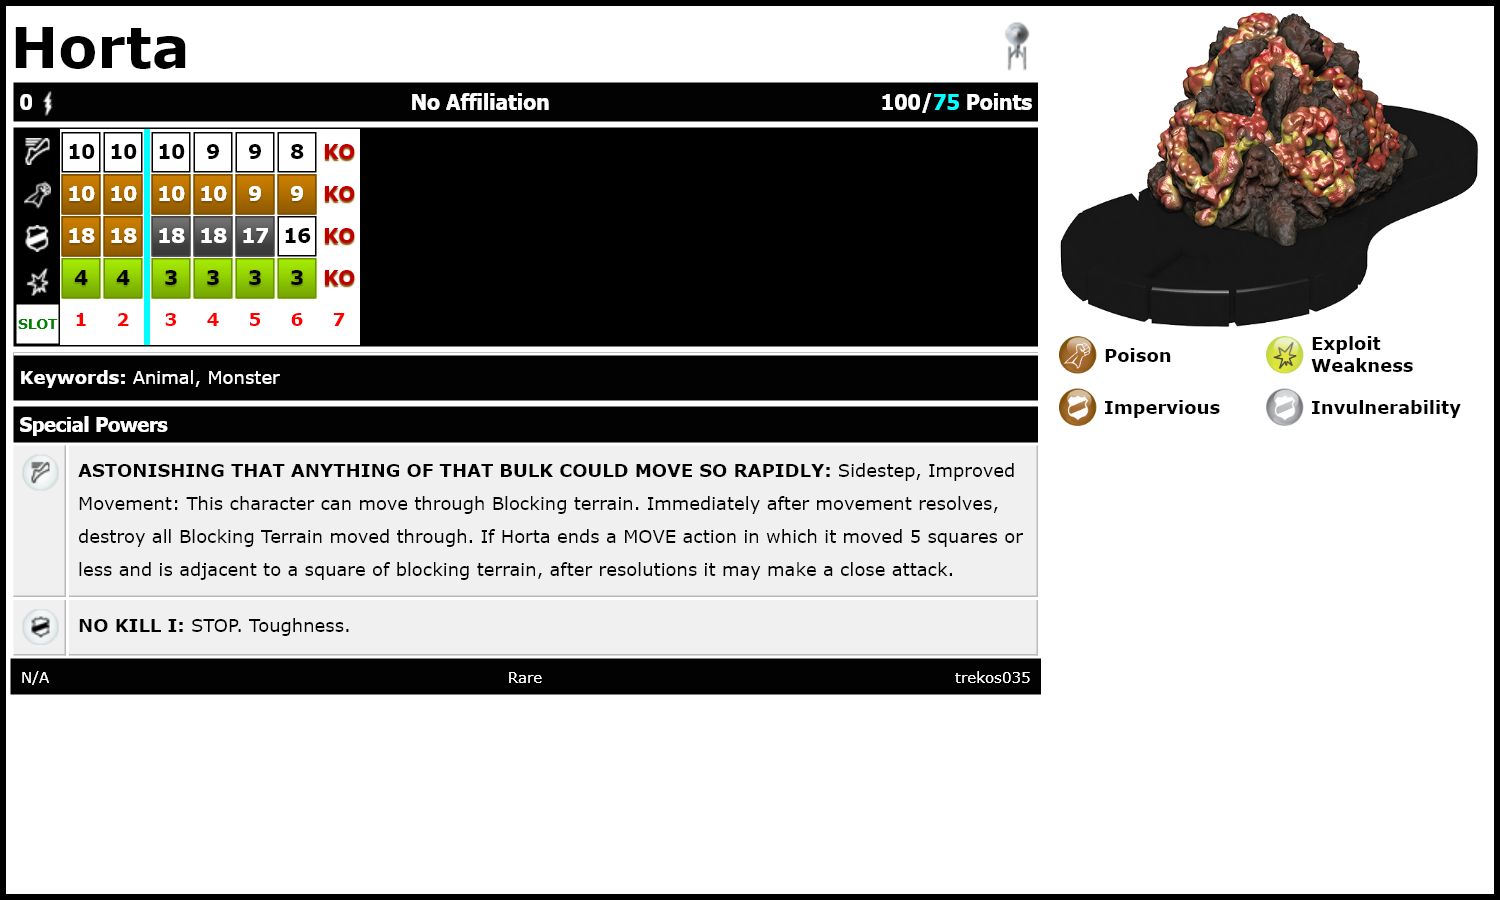 Horta
0 No Affiliation 100/75 Points
10 10 10 9 9 8 KO
10 10 10 10 9 9 KO
18 18 18 18 17 16 KO
4 4 3 3 3 3 KO
SLOT 1 2 3 4 5 6 7
Keywords: Animal, Monster
Special Powers
ASTONISHING THAT ANYTHING OF THAT BULK COULD MOVE SO RAPIDLY: Sidestep, Improved
Movement: This character can move through Blocking terrain. Immediately after movement resolves,
destroy all Blocking Terrain moved through. If Horta ends a MOVE action in which it moved 5 squares or
less and is adjacent to a square of blocking terrain, after resolutions it may make a close attack.
NO KILL I: STOP. Toughness.
N/A Rare trekos035
Poison
Exploit
Weakness
Impervious
Invulnerability